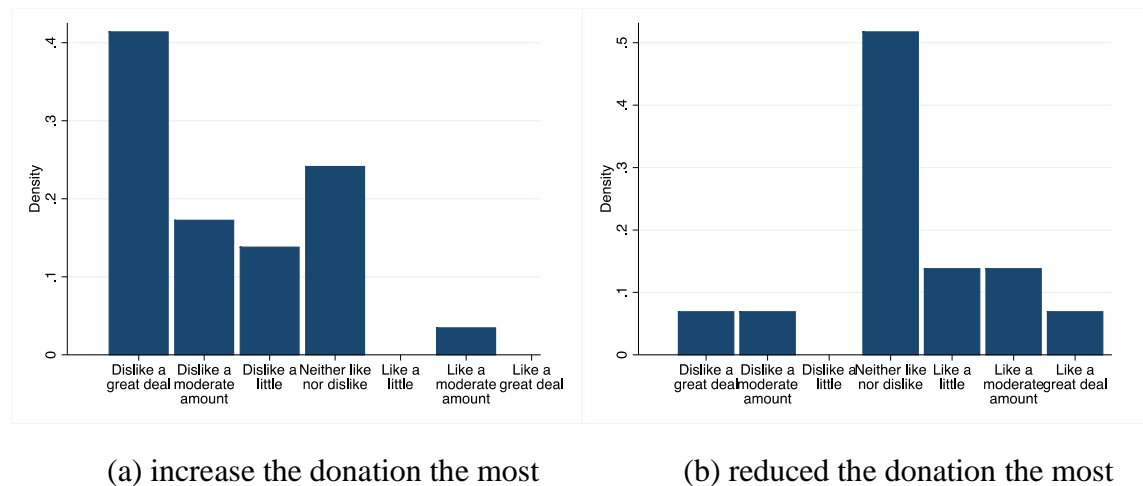 Density
.4
.3
.2
.1
0
Dislike a
great deal
Dislike a
moderate
amount
Dislike a
little
Neither like
nor dislike
Like a
little
Like a
moderate
amount
Like a
great deal
(a) increase the donation the most
Density
.5
.4
.3
.2
.1
0
Dislike a
great deal
Dislike a
moderate
amount
Dislike a
little
Neither like
nor dislike
Like a
little
Like a
moderate
amount
Like a
great deal
(b) reduced the donation the most